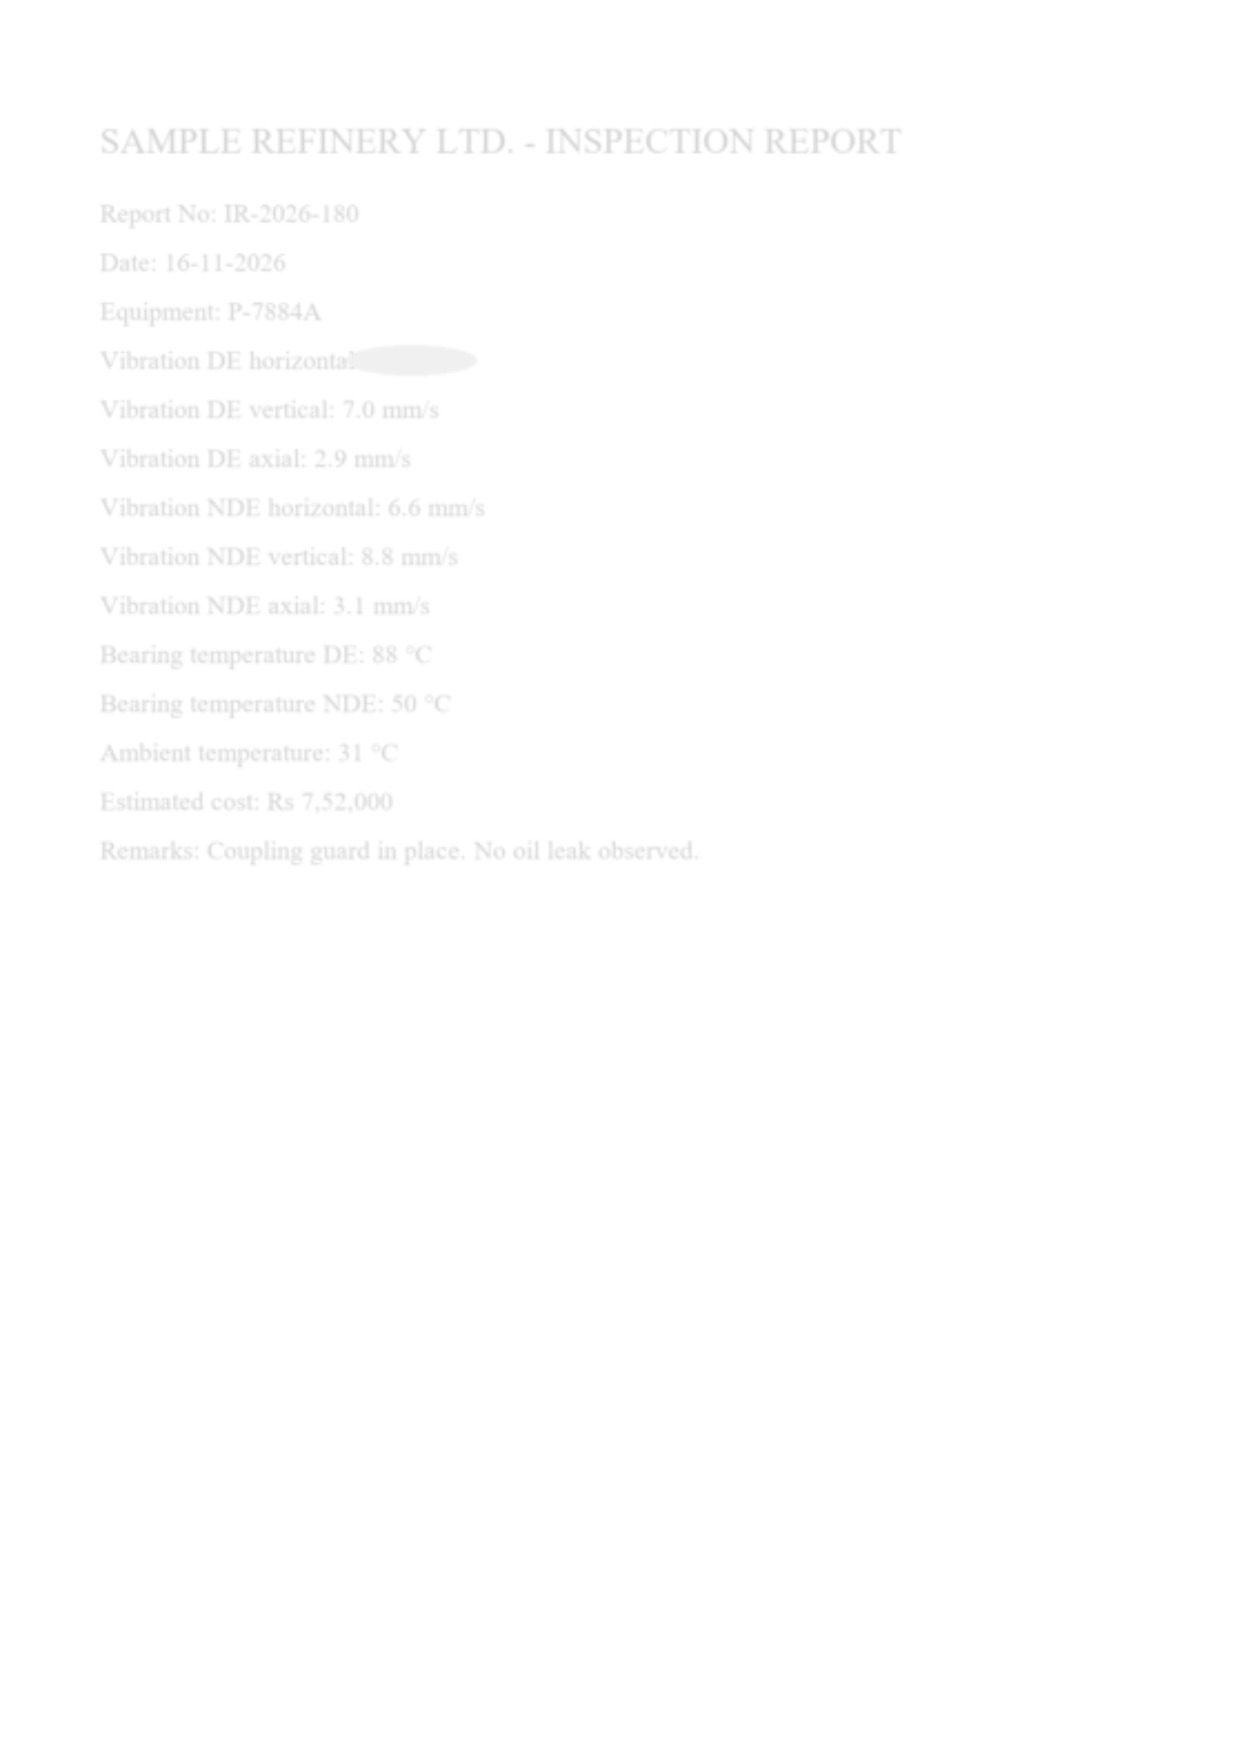 SAMPLE REFINERY LTD. - INSPECTION REPORT
Report No: IR-2026-180
Date: 16-11-2026
Equipment: P-7884A
Vibration DE horizontal
Vibration DE vertical: 7.0 mm/s
Vibration DE axial: 2.9 mm/s
Vibration NDE horizontal: 6.6 mm/s
Vibration NDE vertical: 8.8 mm/s
Vibration NDE axial: 3.1 mm/s
Bearing temperature DE: 88 °C
Bearing temperature NDE: 50 °C
Ambient temperature: 31 °C
Estimated cost: Rs 7,52,000
Remarks: Coupling guard in place. No oil leak observed.